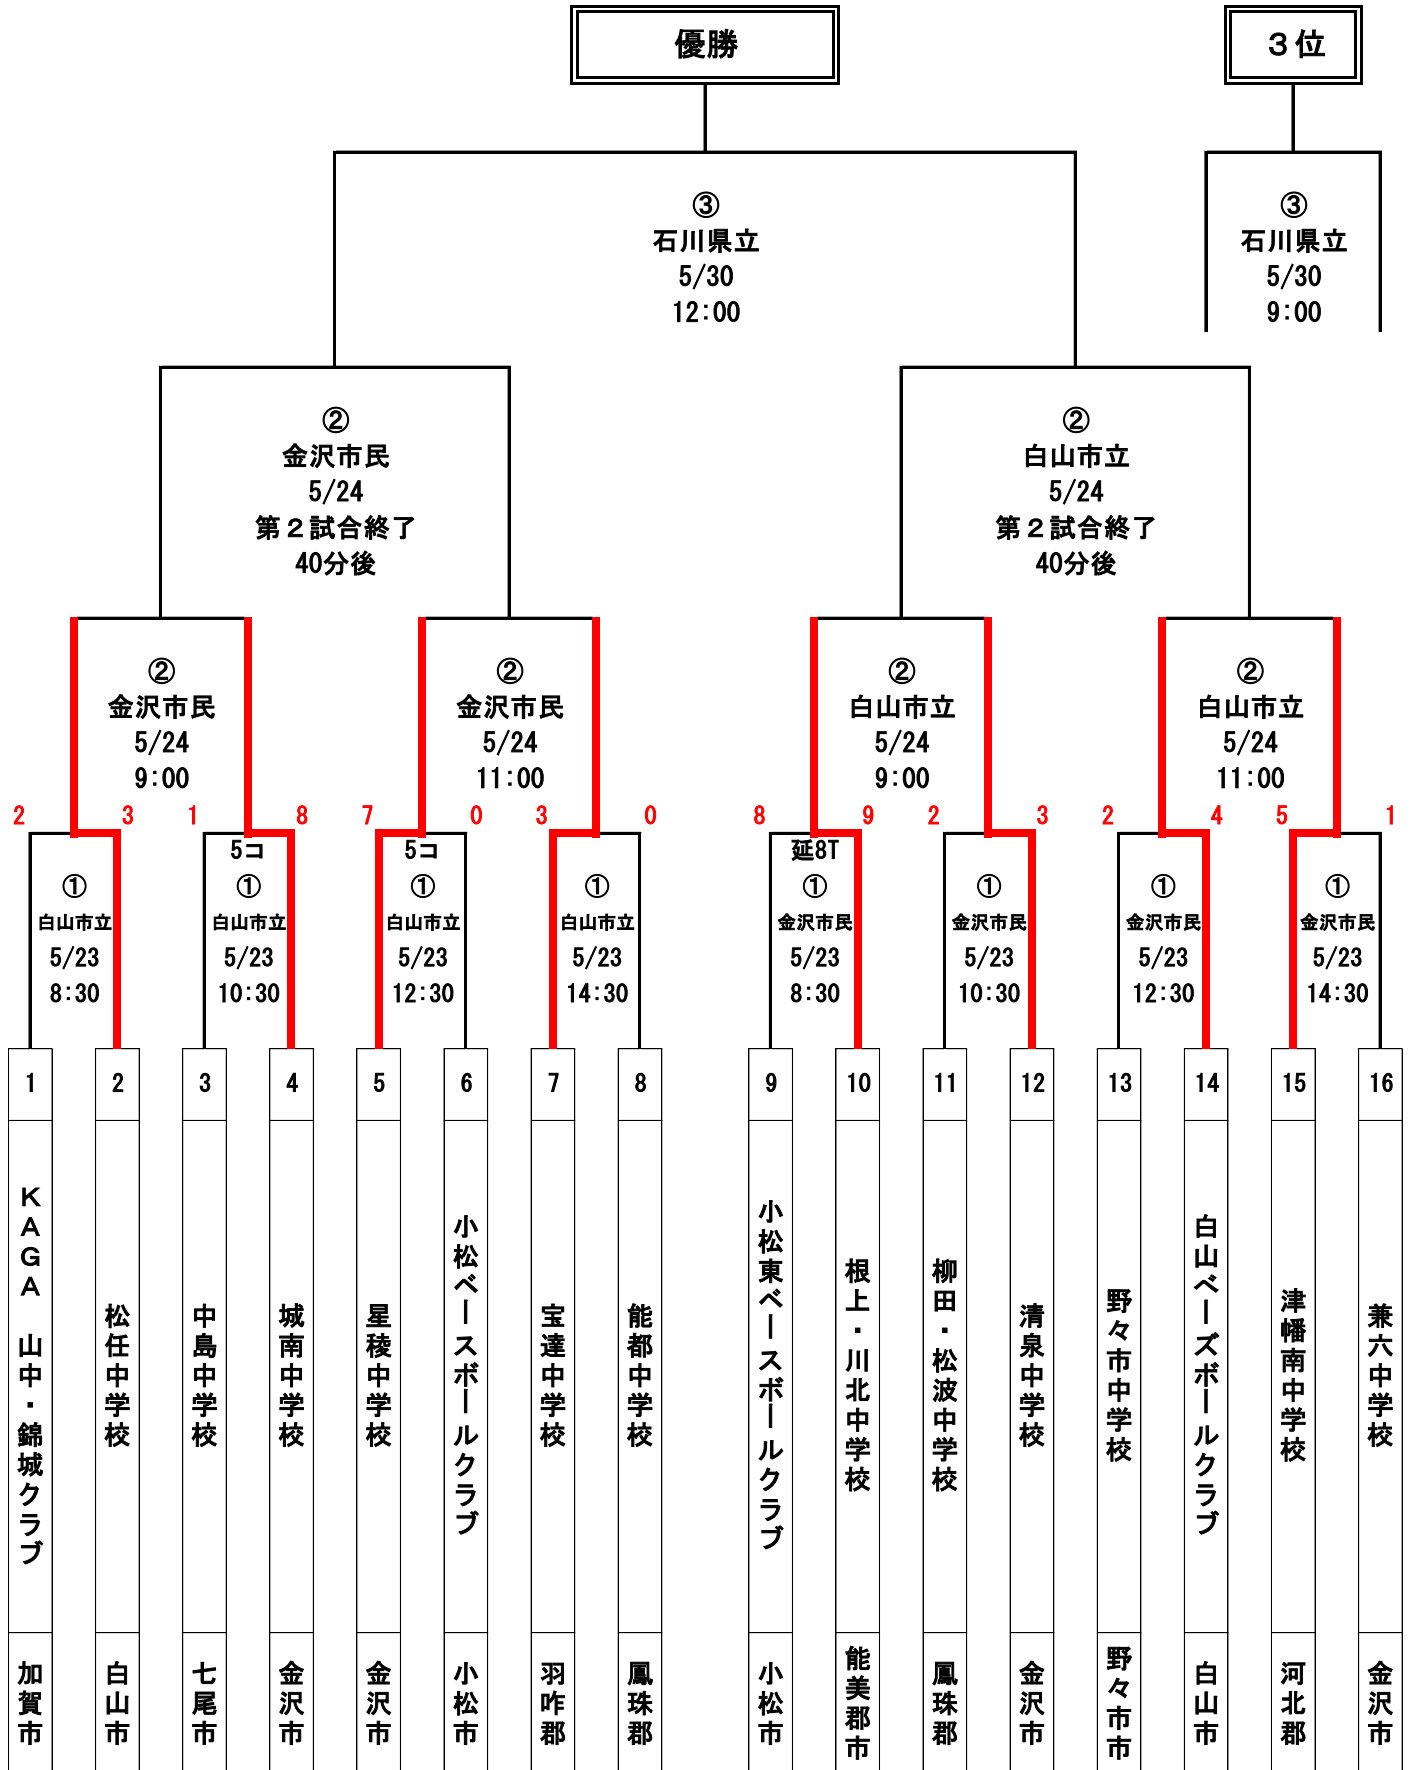 優勝
３位
③
石川県立
5/30
12:00
③
石川県立
5/30
9:00
②
金沢市民
5/24
第２試合終了
40分後
②
白山市立
5/24
第２試合終了
40分後
②
金沢市民
5/24
9:00
②
金沢市民
5/24
11:00
②
白山市立
5/24
9:00
②
白山市立
5/24
11:00
2 3 1 8 7 0 3 0 8 9 2 3 2 4 5 1
①
白山市立
5/23
8:30
5コ
①
白山市立
5/23
10:30
5コ
①
白山市立
5/23
12:30
①
白山市立
5/23
14:30
延8T
①
金沢市民
5/23
8:30
①
金沢市民
5/23
10:30
①
金沢市民
5/23
12:30
①
金沢市民
5/23
14:30
1
ＫＡＧＡ　山中・錦城クラブ
加賀市
2
松任中学校
白山市
3
中島中学校
七尾市
4
城南中学校
金沢市
5
星稜中学校
金沢市
6
小松ベースボールクラブ
小松市
7
宝達中学校
羽咋郡
8
能都中学校
鳳珠郡
9
小松東ベースボールクラブ
小松市
10
根上・川北中学校
能美郡市
11
柳田・松波中学校
鳳珠郡
12
清泉中学校
金沢市
13
野々市中学校
野々市市
14
白山ベーズボールクラブ
白山市
15
津幡南中学校
河北郡
16
兼六中学校
金沢市